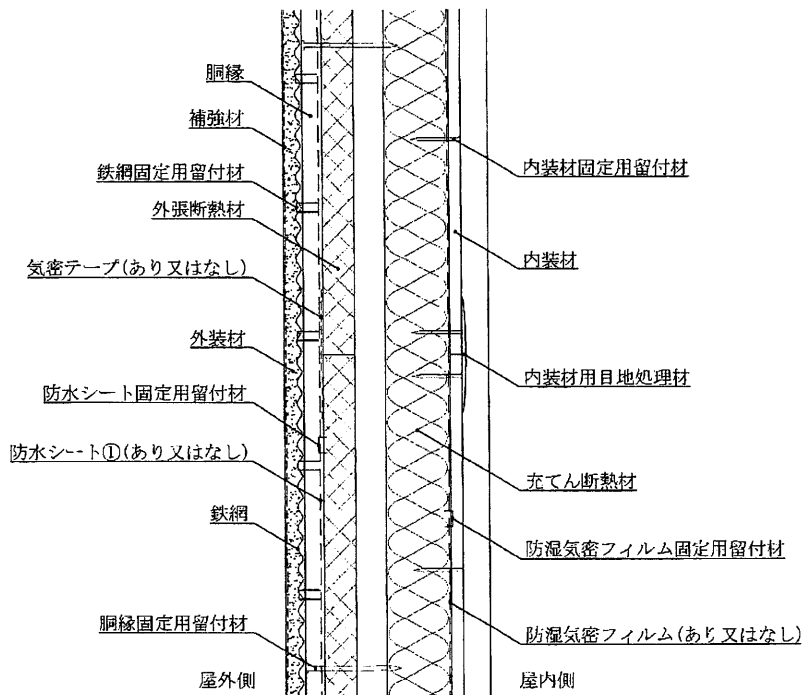 胴縁
補強材
鉄網固定用留付材
外張断熱材
気密テープ(あり又はなし)
外装材
防水シート固定用留付材
防水シート①(あり又はなし)
鉄網
胴縁固定用留付材
屋外側
内装材固定用留付材
内装材
内装材用目地処理材
充てん断熱材
防湿気密フィルム固定用留付材
防湿気密フィルム(あり又はなし)
屋内側